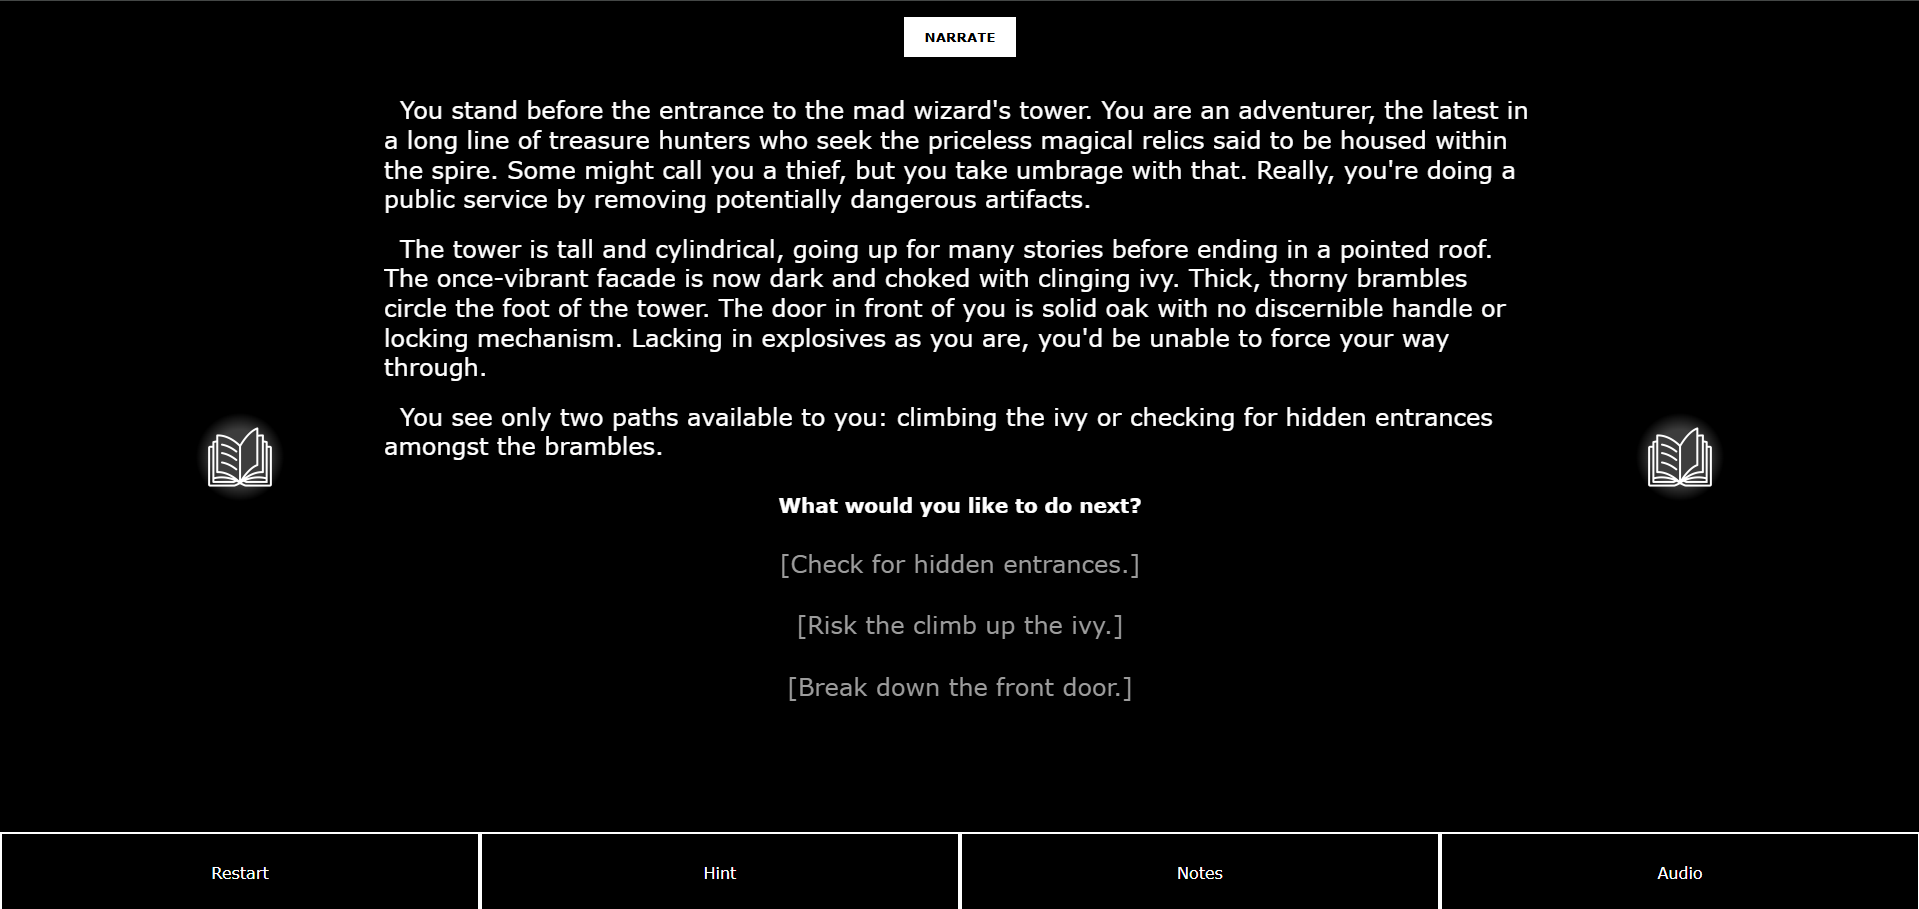 NARRATE
You stand before the entrance to the mad wizard's tower. You are an adventurer, the latest in
a long line of treasure hunters who seek the priceless magical relics said to be housed within
the spire. Some might call you a thief, but you take umbrage with that. Really, you're doing a
public service by removing potentially dangerous artifacts.
The tower is tall and cylindrical, going up for many stories before ending in a pointed roof.
The once-vibrant facade is now dark and choked with clinging ivy. Thick, thorny brambles
circle the foot of the tower. The door in front of you is solid oak with no discernible handle or
locking mechanism. Lacking in explosives as you are, you'd be unable to force your way
through.
You see only two paths available to you: climbing the ivy or checking for hidden entrances
amongst the brambles.
What would you like to do next?
[Check for hidden entrances.]
[Risk the climb up the ivy.]
[Break down the front door.]
Restart
Hint
Notes
Audio